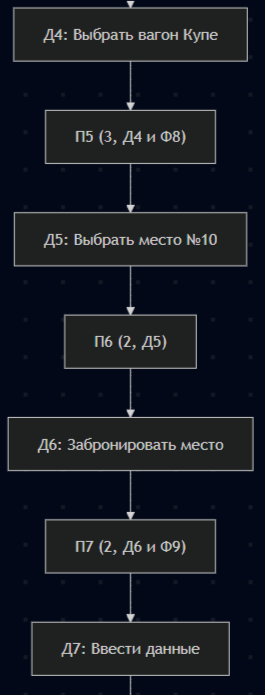 Д4: Выбрать вагон Купе
П5 (3, Д4 и Ф8)
Д5: Выбрать место №10
П6 (2, Д5)
Д6: Забронировать место
П7 (2, Д6 и Ф9)
Д7: Ввести данные